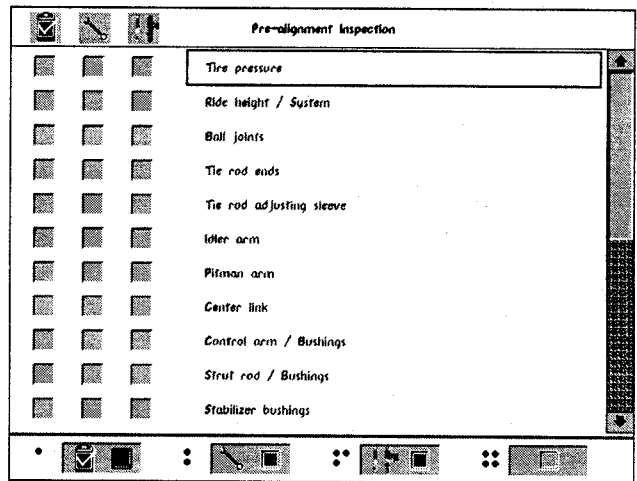 Pre-alignment Inspection
Tire pressure
Ride height / System
Ball joints
Tie rod ends
Tie rod adjusting sleeve
Idler arm
Pitman arm
Center link
Control arm / Bushings
Strut rod / Bushings
Stabilizer bushings